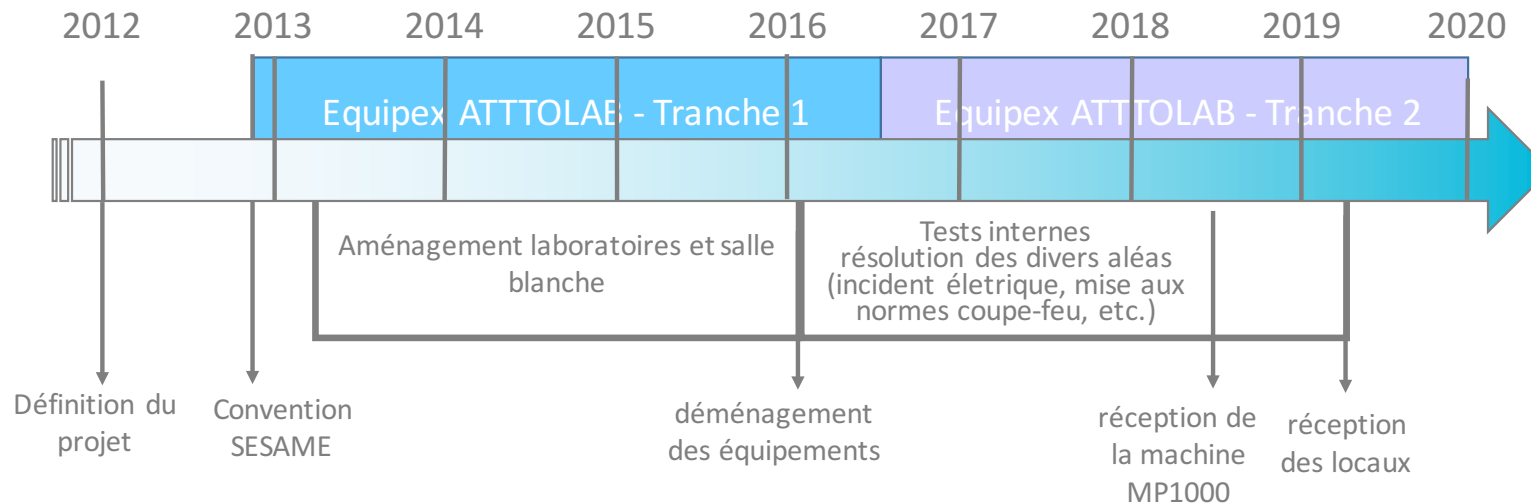 2012 2013 2014 2015 2016 2017 2018 2019 2020
Equipex ATTTOLAB - Tranche 1
Equipex ATTTOLAB - Tranche 2
Aménagement laboratoires et salle
blanche
Tests internes
résolution des divers aléas
(incident életrique, mise aux
normes coupe-feu, etc.)
Définition du
projet
Convention
SESAME
déménagement
des équipements
réception de
la machine
MP1000
réception
des locaux